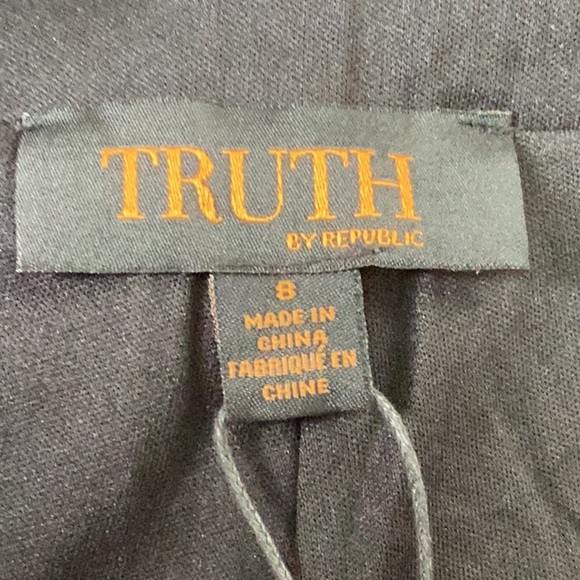 TRUTH
BY REPUBLIC
8
MADE IN
CHINA
FABRIQUÉ EN
CHINE